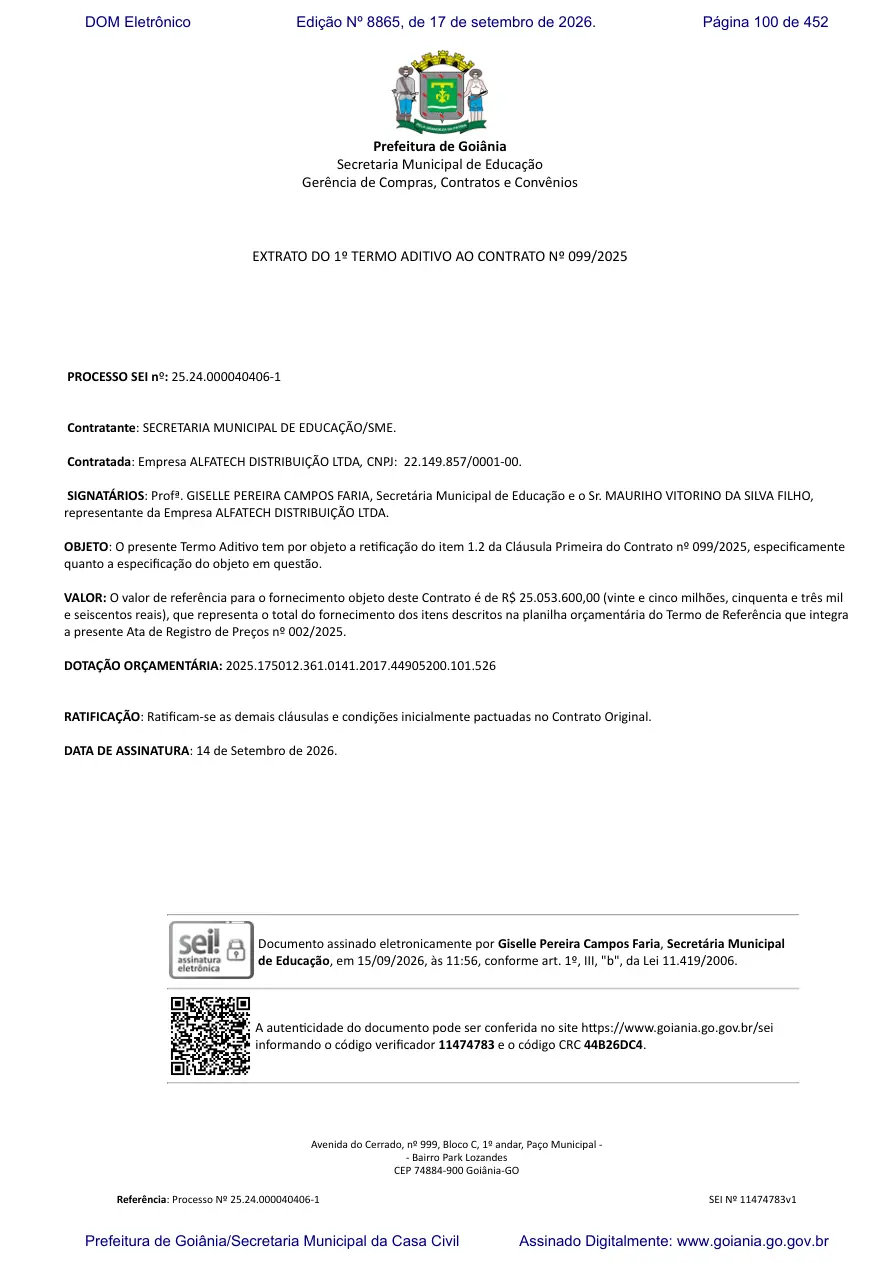 DOM Eletrônico Edição Nº 8865, de 17 de setembro de 2026. Página 100 de 452
Prefeitura de Goiânia
Secretaria Municipal de Educação
Gerência de Compras, Contratos e Convênios
EXTRATO DO 1º TERMO ADITIVO AO CONTRATO Nº 099/2025
PROCESSO SEI nº: 25.24.000040406-1
Contratante: SECRETARIA MUNICIPAL DE EDUCAÇÃO/SME.
Contratada: Empresa ALFATECH DISTRIBUIÇÃO LTDA, CNPJ: 22.149.857/0001-00.
SIGNATÁRIOS: Profª. GISELLE PEREIRA CAMPOS FARIA, Secretária Municipal de Educação e o Sr. MAURIHO VITORINO DA SILVA FILHO,
representante da Empresa ALFATECH DISTRIBUIÇÃO LTDA.
OBJETO: O presente Termo Aditivo tem por objeto a retificação do item 1.2 da Cláusula Primeira do Contrato nº 099/2025, especificamente
quanto a especificação do objeto em questão.
VALOR: O valor de referência para o fornecimento objeto deste Contrato é de R$ 25.053.600,00 (vinte e cinco milhões, cinquenta e três mil
e seiscentos reais), que representa o total do fornecimento dos itens descritos na planilha orçamentária do Termo de Referência que integra
a presente Ata de Registro de Preços nº 002/2025.
DOTAÇÃO ORÇAMENTÁRIA: 2025.175012.361.0141.2017.44905200.101.526
RATIFICAÇÃO: Ratificam-se as demais cláusulas e condições inicialmente pactuadas no Contrato Original.
DATA DE ASSINATURA: 14 de Setembro de 2026.
sei!
assinatura
eletrônica
Documento assinado eletronicamente por Giselle Pereira Campos Faria, Secretária Municipal
de Educação, em 15/09/2026, às 11:56, conforme art. 1º, III, "b", da Lei 11.419/2006.
A autenticidade do documento pode ser conferida no site https://www.goiania.go.gov.br/sei
informando o código verificador 11474783 e o código CRC 44B26DC4.
Avenida do Cerrado, nº 999, Bloco C, 1º andar, Paço Municipal -
- Bairro Park Lozandes
CEP 74884-900 Goiânia-GO
Referência: Processo Nº 25.24.000040406-1 SEI Nº 11474783v1
Prefeitura de Goiânia/Secretaria Municipal da Casa Civil Assinado Digitalmente: www.goiania.go.gov.br